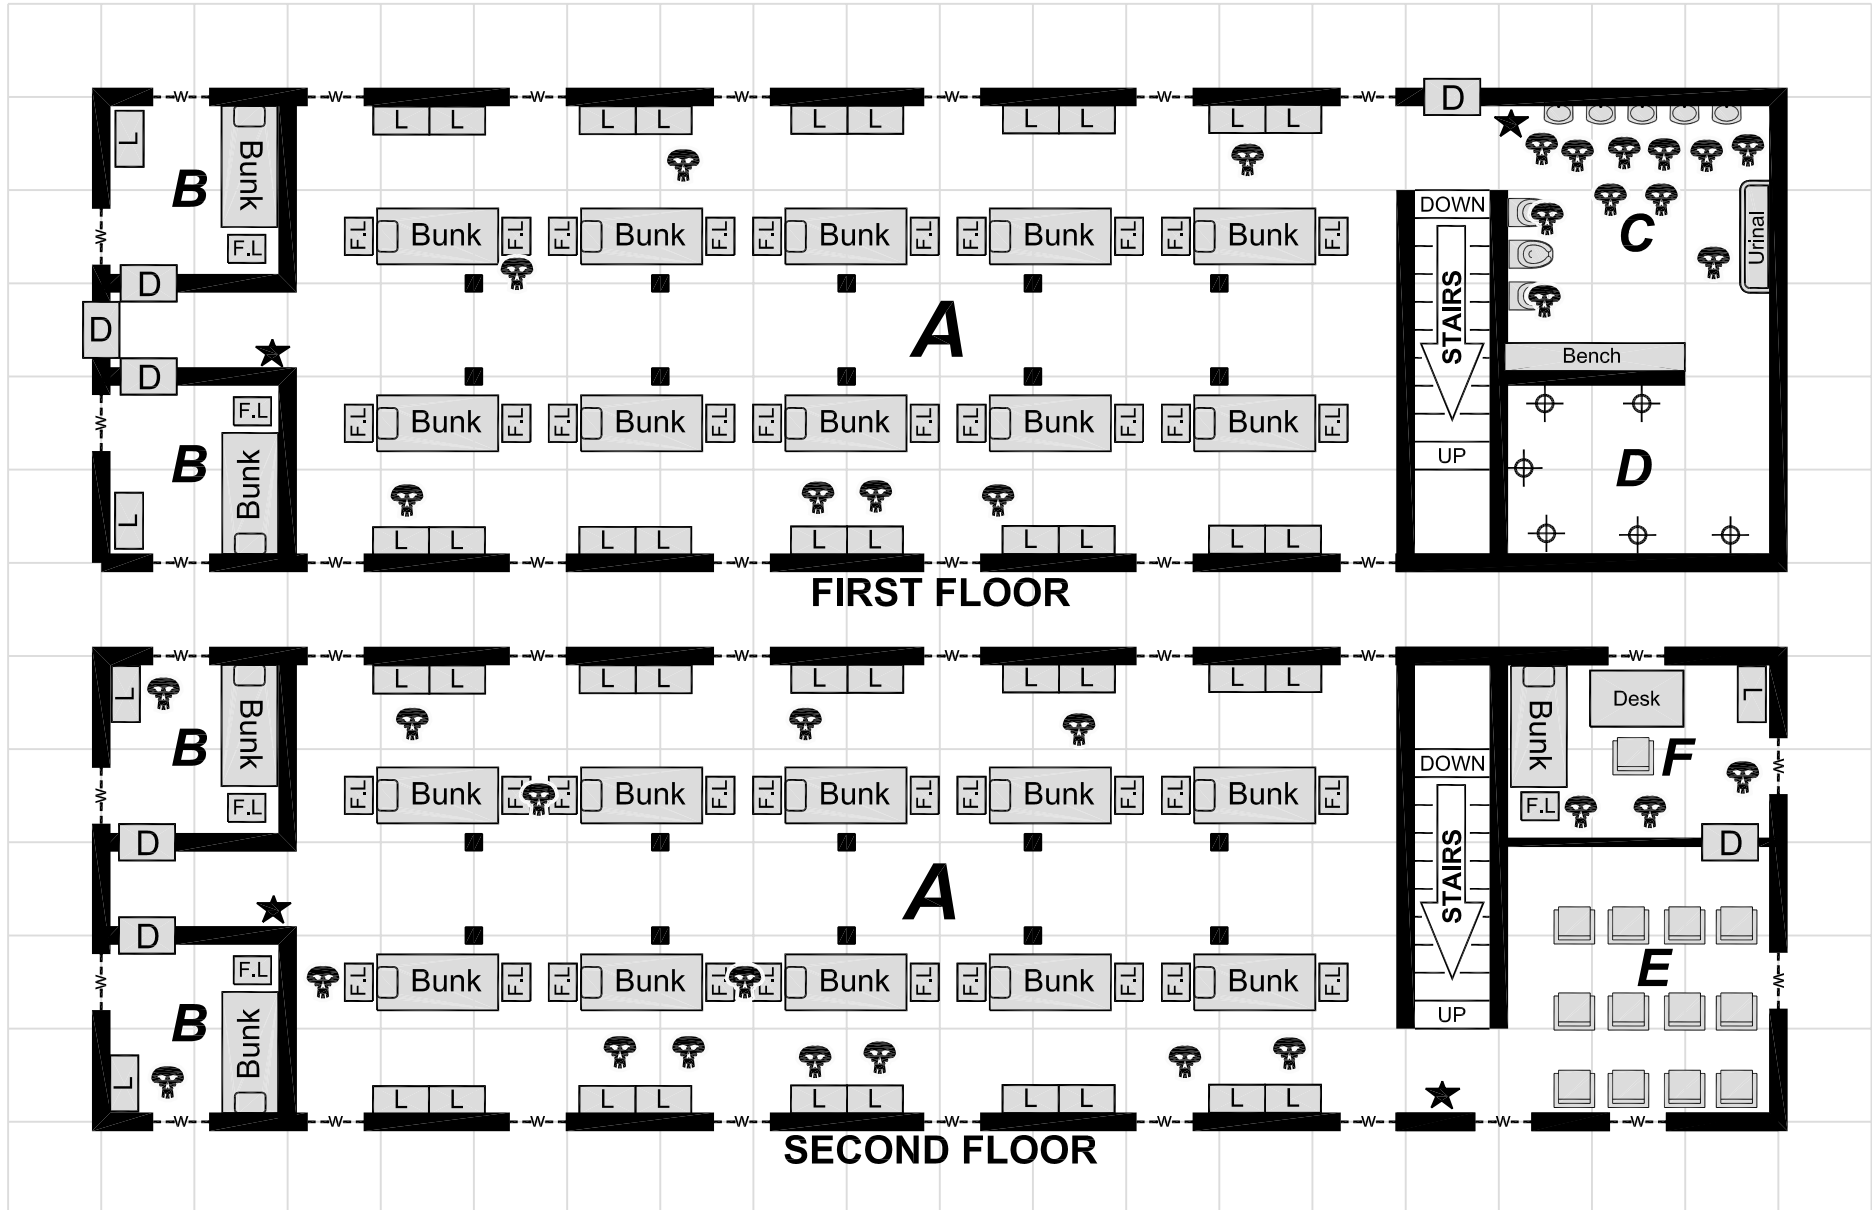 W W W W W W D
L L L L L L L L L L L
Bunk
B
C
DOWN
F.L Bunk F.L F.L Bunk F.L F.L Bunk F.L F.L Bunk F.L F.L Bunk F.L
Urinal
W
F.L
D
STAIRS
D
A
Bench
D
F.L
W
F.L Bunk F.L F.L Bunk F.L F.L Bunk F.L F.L Bunk F.L F.L Bunk F.L
UP
B
Bunk
D
L
L L L L L L L L L L
W W W W W W
FIRST FLOOR
W W W W W W W
L L L L L L L L L L L L
Bunk
Bunk
Desk
B
F
DOWN
W
W
F.L Bunk F.L F.L Bunk F.L F.L Bunk F.L F.L Bunk F.L F.L Bunk F.L
F.L
F.L
D
D
STAIRS
A
D
F.L
W
F.L Bunk F.L F.L Bunk F.L F.L Bunk F.L F.L Bunk F.L F.L Bunk F.L
E
W
UP
B
Bunk
L
L L L L L L L L L L
W W W W W W W W
SECOND FLOOR